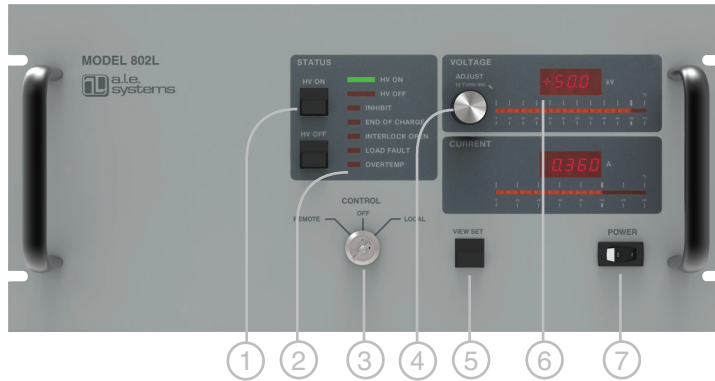 MODEL 802L
a.l.e.
systems
STATUS
HV ON
HV OFF
HV ON
HV OFF
INHIBIT
END OF CHARGE
INTERLOCK OPEN
LOAD FAULT
OVERTEMP
CONTROL
REMOTE
OFF
LOCAL
VOLTAGE
ADJUST
+50.0 kV
%
CURRENT
0.360 A
%
VIEW SET
POWER
1
2
3
4
5
6
7